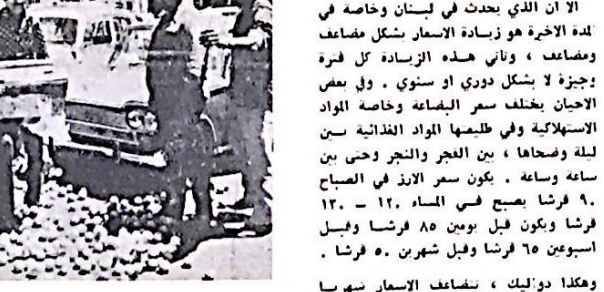 الا ان الذي يحدث في لبنان وخاصة في
المدة الاخيرة هو زيادة الاسعار بشكل مضاعف
ومضاعف ، وتأتي هذه الزيادة كل فترة
وجيزة لا بشكل دوري او سنوي . وفي بعض
الاحيان يختلف سعر البضاعة وخاصة المواد
الاستهلاكية وفي طليعتها المواد الغذائية بين
ليلة وضحاها ، بين الفجر والنجر وحتى بين
ساعة وساعة . يكون سعر الارز في الصباح
٩٠ قرشا يصبح في المساء ١٢٠ – ١٣٠
قرشا ويكون قبل يومين ٨٥ قرشا وقبل
اسبوعين ٦٥ قرشا وقبل شهرين ٥٠ قرشا .
وهكذا دواليك ، تتضاعف الاسعار شهريا